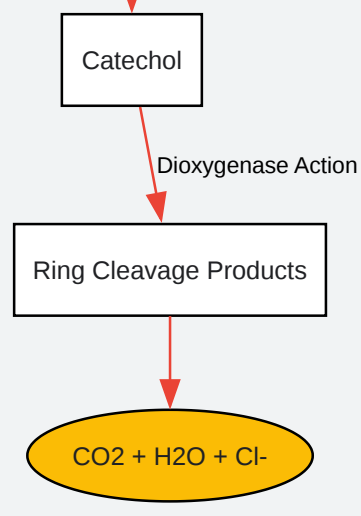 Catechol
Dioxygenase Action
Ring Cleavage Products
CO2 + H2O + Cl-